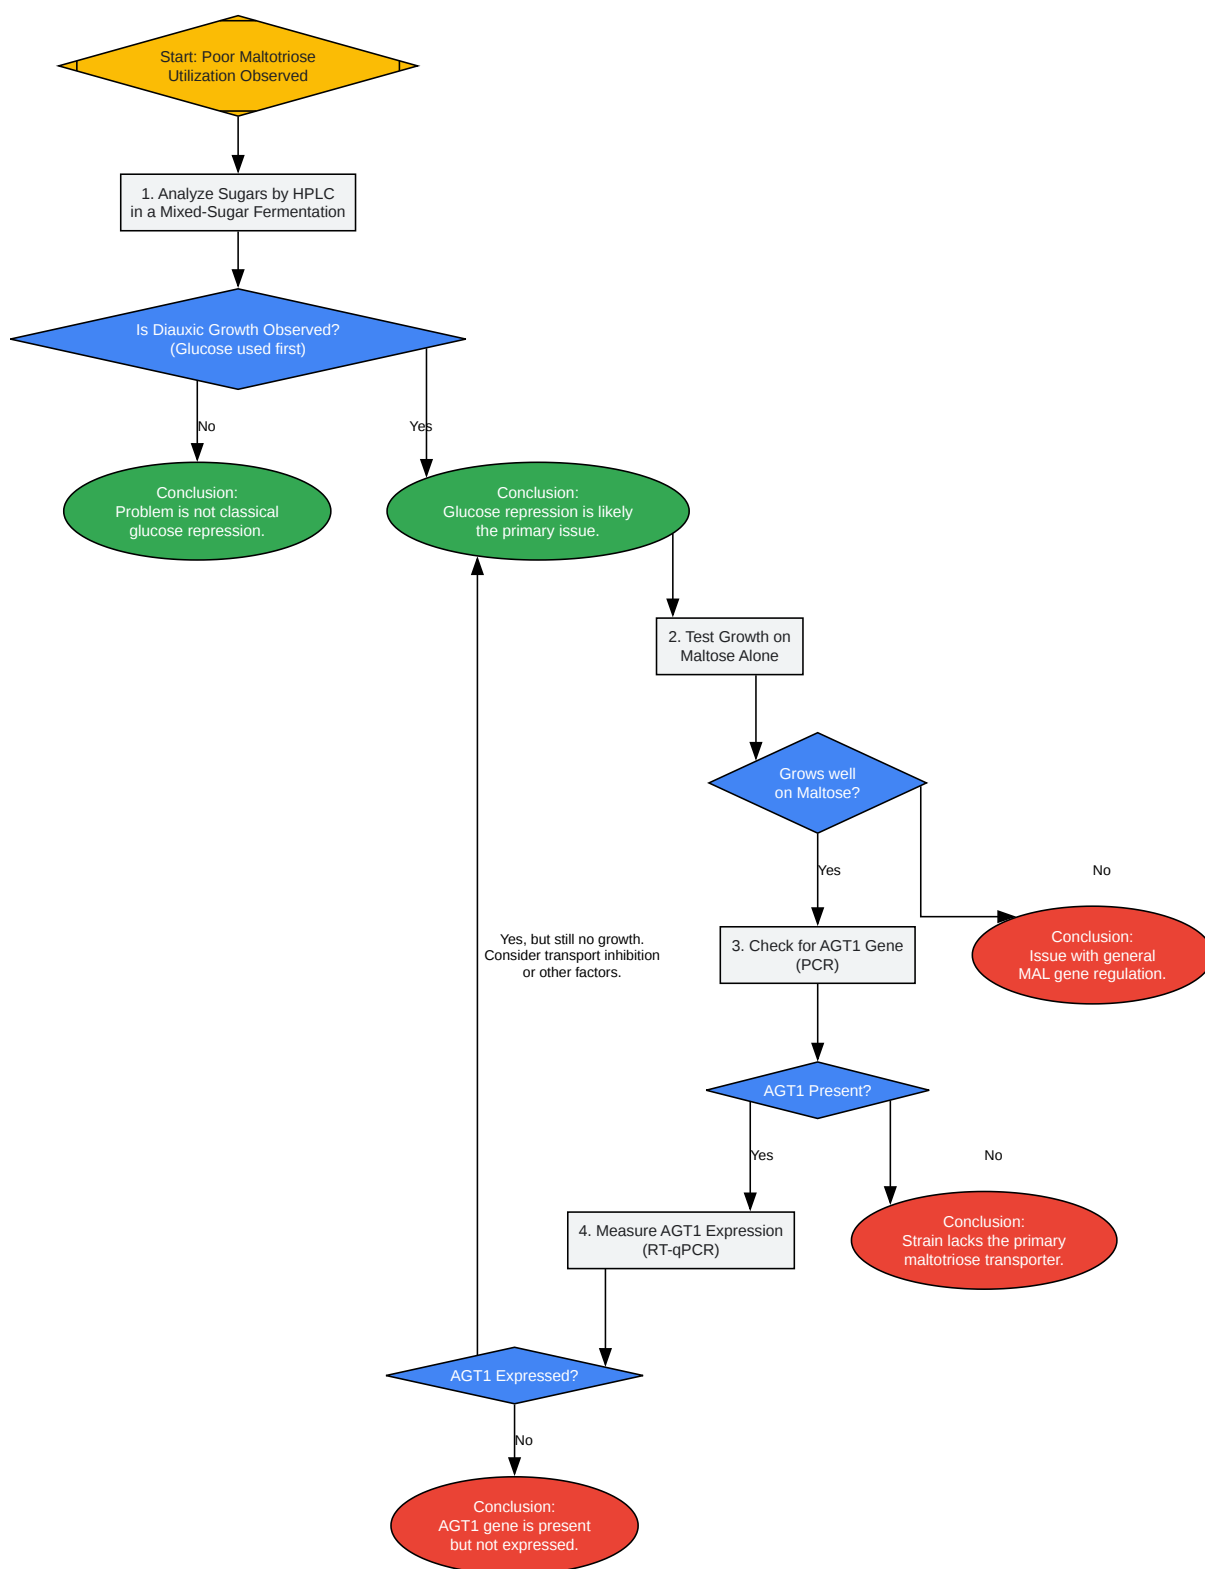 Start: Poor Maltotriose
Utilization Observed
1. Analyze Sugars by HPLC
in a Mixed-Sugar Fermentation
Is Diauxic Growth Observed?
(Glucose used first)
No
Yes
Conclusion:
Problem is not classical
glucose repression.
Conclusion:
Glucose repression is likely
the primary issue.
2. Test Growth on
Maltose Alone
Grows well
on Maltose?
Yes
No
Yes, but still no growth.
Consider transport inhibition
or other factors.
3. Check for AGT1 Gene
(PCR)
Conclusion:
Issue with general
MAL gene regulation.
AGT1 Present?
Yes
No
4. Measure AGT1 Expression
(RT-qPCR)
Conclusion:
Strain lacks the primary
maltotriose transporter.
AGT1 Expressed?
No
Conclusion:
AGT1 gene is present
but not expressed.